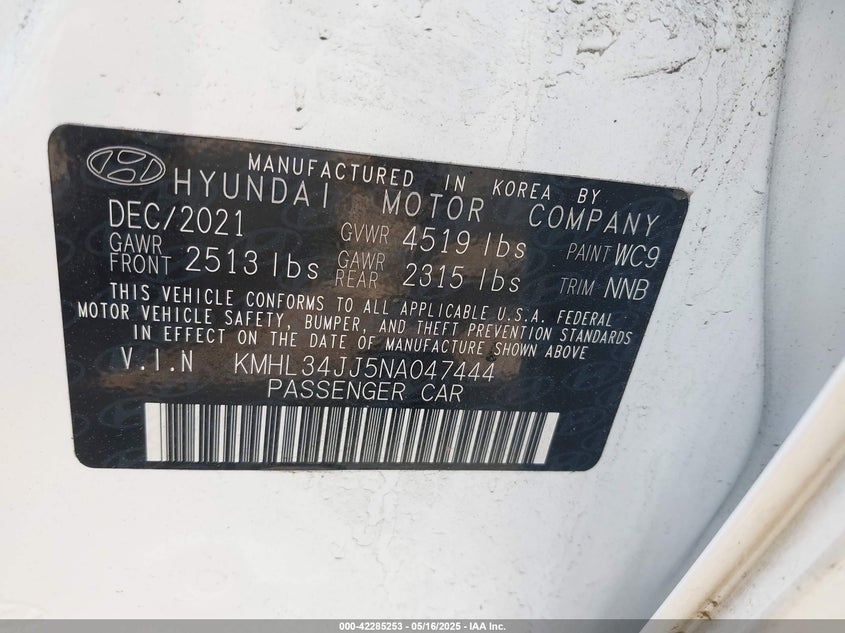 MANUFACTURED IN KOREA BY
HYUNDAI MOTOR COMPANY
DEC/2021 GVWR 4519 lbs PAINT WC9
GAWR FRONT 2513 lbs GAWR REAR 2315 lbs TRIM NNB
THIS VEHICLE CONFORMS TO ALL APPLICABLE U.S.A. FEDERAL
MOTOR VEHICLE SAFETY, BUMPER, AND THEFT PREVENTION STANDARDS
IN EFFECT ON THE DATE OF MANUFACTURE SHOWN ABOVE
V.I.N KMHL34JJ5NA047444
PASSENGER CAR
000-42285253 - 05/16/2025 - IAA Inc.